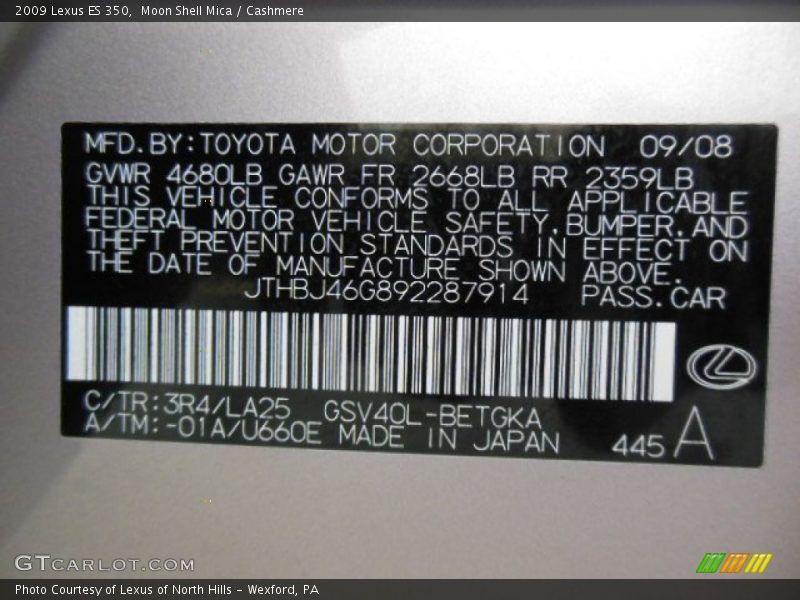 2009 Lexus ES 350, Moon Shell Mica / Cashmere
MFD.BY:TOYOTA MOTOR CORPORATION 09/08
GVWR 4680LB GAWR FR 2668LB RR 2359LB
THIS VEHICLE CONFORMS TO ALL APPLICABLE
FEDERAL MOTOR VEHICLE SAFETY,BUMPER,AND
THEFT PREVENTION STANDARDS IN EFFECT ON
THE DATE OF MANUFACTURE SHOWN ABOVE.
JTHBJ46G892287914 PASS.CAR
C/TR:3R4/LA25 GSV40L-BETGKA
A/TM:-01A/U660E MADE IN JAPAN 445 A
GTCARLOT.COM
Photo Courtesy of Lexus of North Hills - Wexford, PA